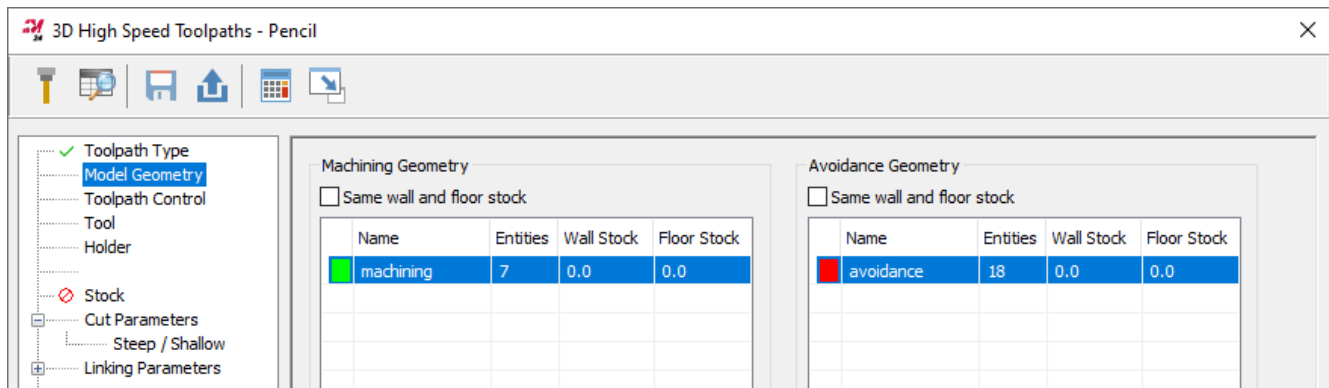 3D High Speed Toolpaths - Pencil
Toolpath Type
Model Geometry
Toolpath Control
Tool
Holder
Stock
Cut Parameters
Steep / Shallow
Linking Parameters
Machining Geometry
Same wall and floor stock
Name Entities Wall Stock Floor Stock
machining 7 0.0 0.0
Avoidance Geometry
Same wall and floor stock
Name Entities Wall Stock Floor Stock
avoidance 18 0.0 0.0